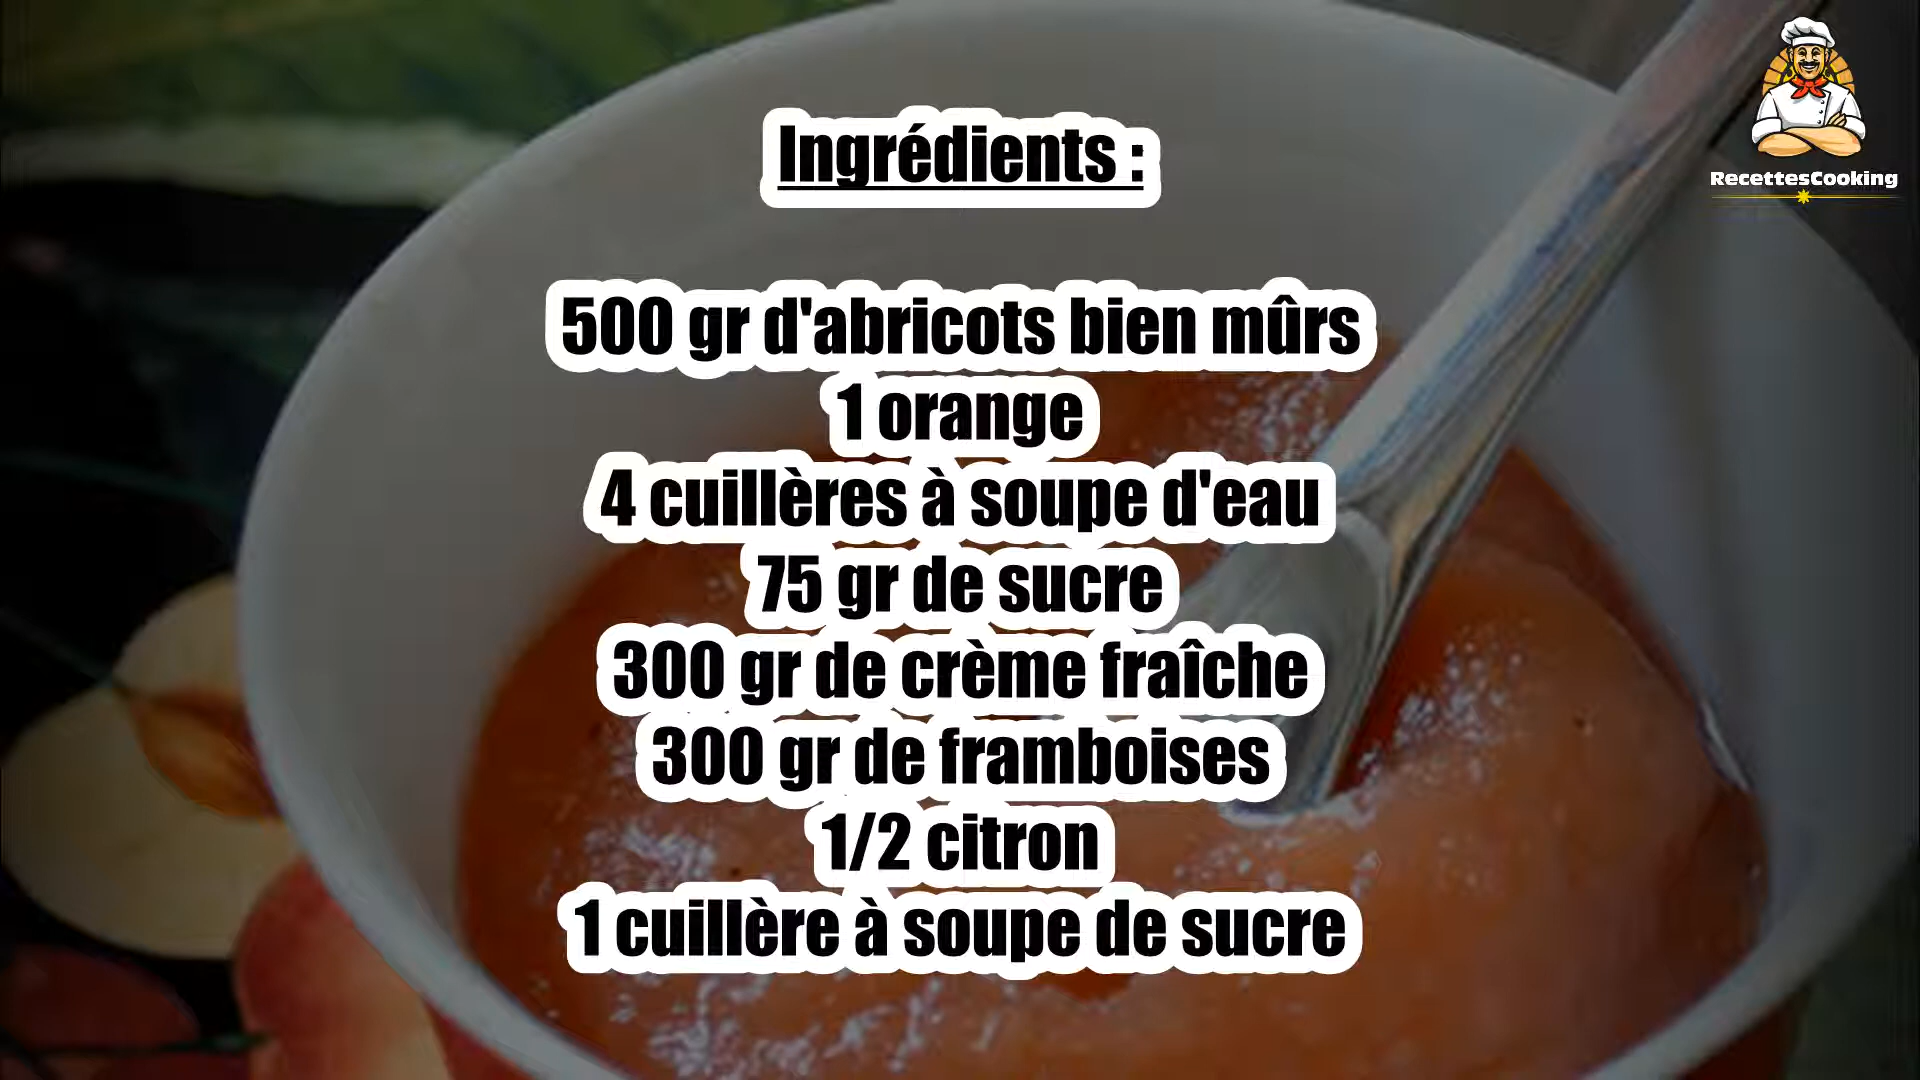 RecettesCooking
Ingrédients :
500 gr d'abricots bien mûrs
1 orange
4 cuillères à soupe d'eau
75 gr de sucre
300 gr de crème fraîche
300 gr de framboises
1/2 citron
1 cuillère à soupe de sucre